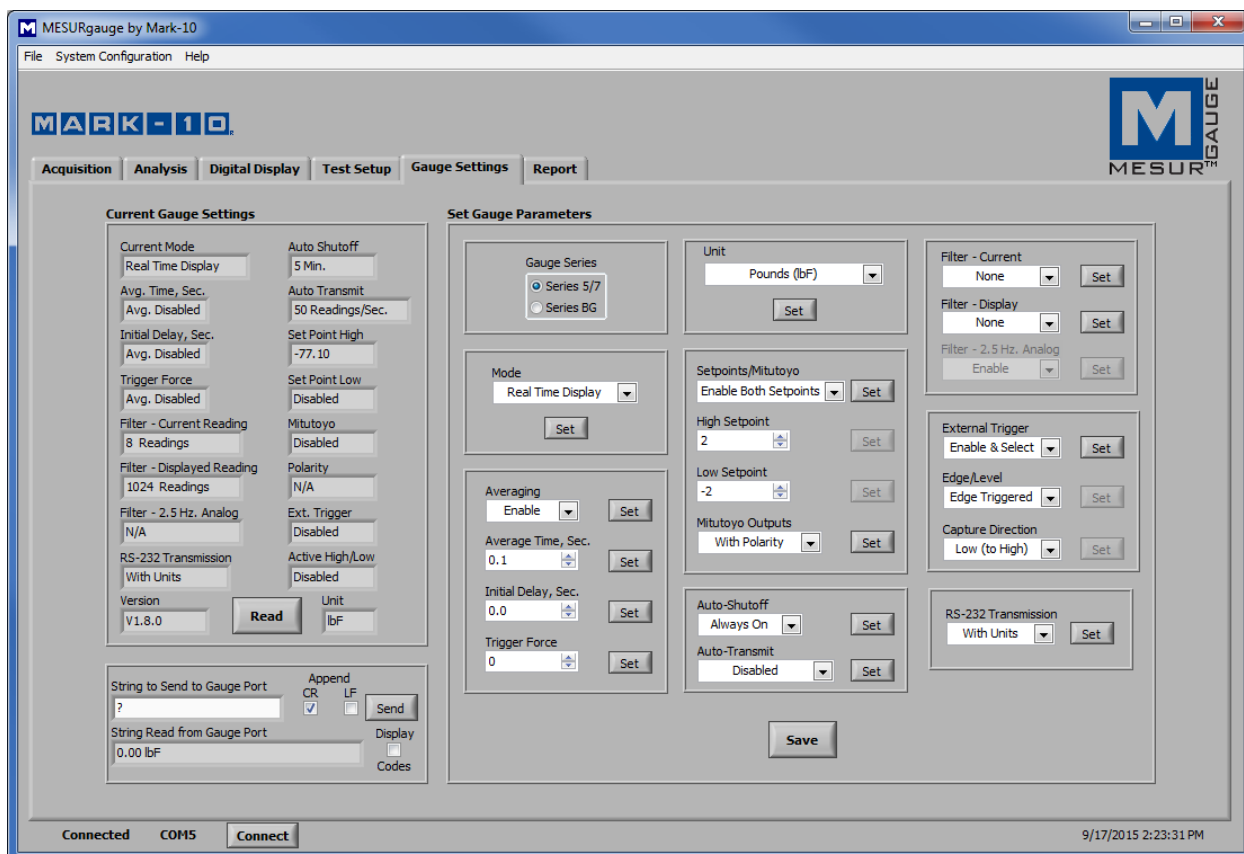 MESURgauge by Mark-10
File System Configuration Help
MARK-10®
M
MESUR™
GAUGE
Acquisition Analysis Digital Display Test Setup Gauge Settings Report
Current Gauge Settings
Current Mode
Real Time Display
Auto Shutoff
5 Min.
Avg. Time, Sec.
Avg. Disabled
Auto Transmit
50 Readings/Sec.
Initial Delay, Sec.
Avg. Disabled
Set Point High
-77.10
Trigger Force
Avg. Disabled
Set Point Low
Disabled
Filter - Current Reading
8 Readings
Mitutoyo
Disabled
Filter - Displayed Reading
1024 Readings
Polarity
N/A
Filter - 2.5 Hz. Analog
N/A
Ext. Trigger
Disabled
RS-232 Transmission
With Units
Active High/Low
Disabled
Version
V1.8.0
Read
Unit
lbF
String to Send to Gauge Port
?
Append
CR LF
Send
String Read from Gauge Port
0.00 lbF
Display
Codes
Set Gauge Parameters
Gauge Series
Series 5/7
Series BG
Mode
Real Time Display
Set
Averaging
Enable Set
Average Time, Sec.
0.1 Set
Initial Delay, Sec.
0.0 Set
Trigger Force
0 Set
Unit
Pounds (lbF)
Set
Setpoints/Mitutoyo
Enable Both Setpoints Set
High Setpoint
2 Set
Low Setpoint
-2 Set
Mitutoyo Outputs
With Polarity Set
Auto-Shutoff
Always On Set
Auto-Transmit
Disabled Set
Filter - Current
None Set
Filter - Display
None Set
Filter - 2.5 Hz. Analog
Enable Set
External Trigger
Enable & Select Set
Edge/Level
Edge Triggered Set
Capture Direction
Low (to High) Set
RS-232 Transmission
With Units Set
Save
Connected COM5 Connect
9/17/2015 2:23:31 PM